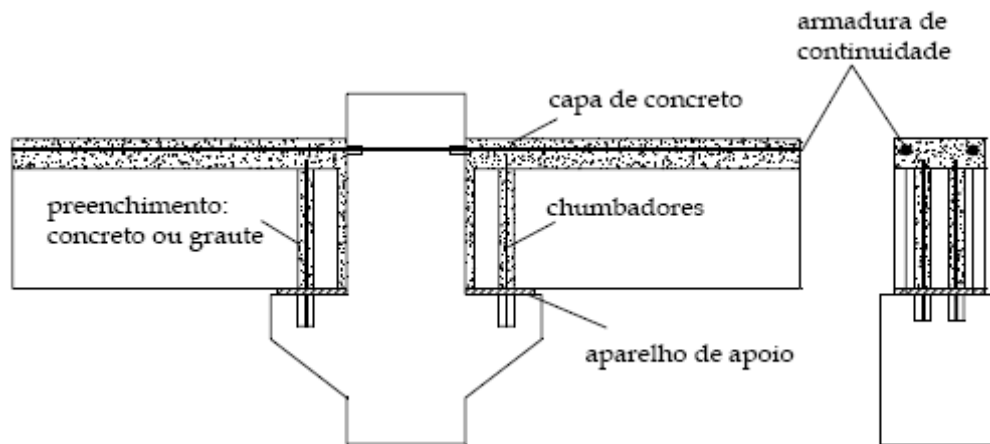 armadura de
continuidade
capa de concreto
preenchimento:
concreto ou graute
chumbadores
aparelho de apoio